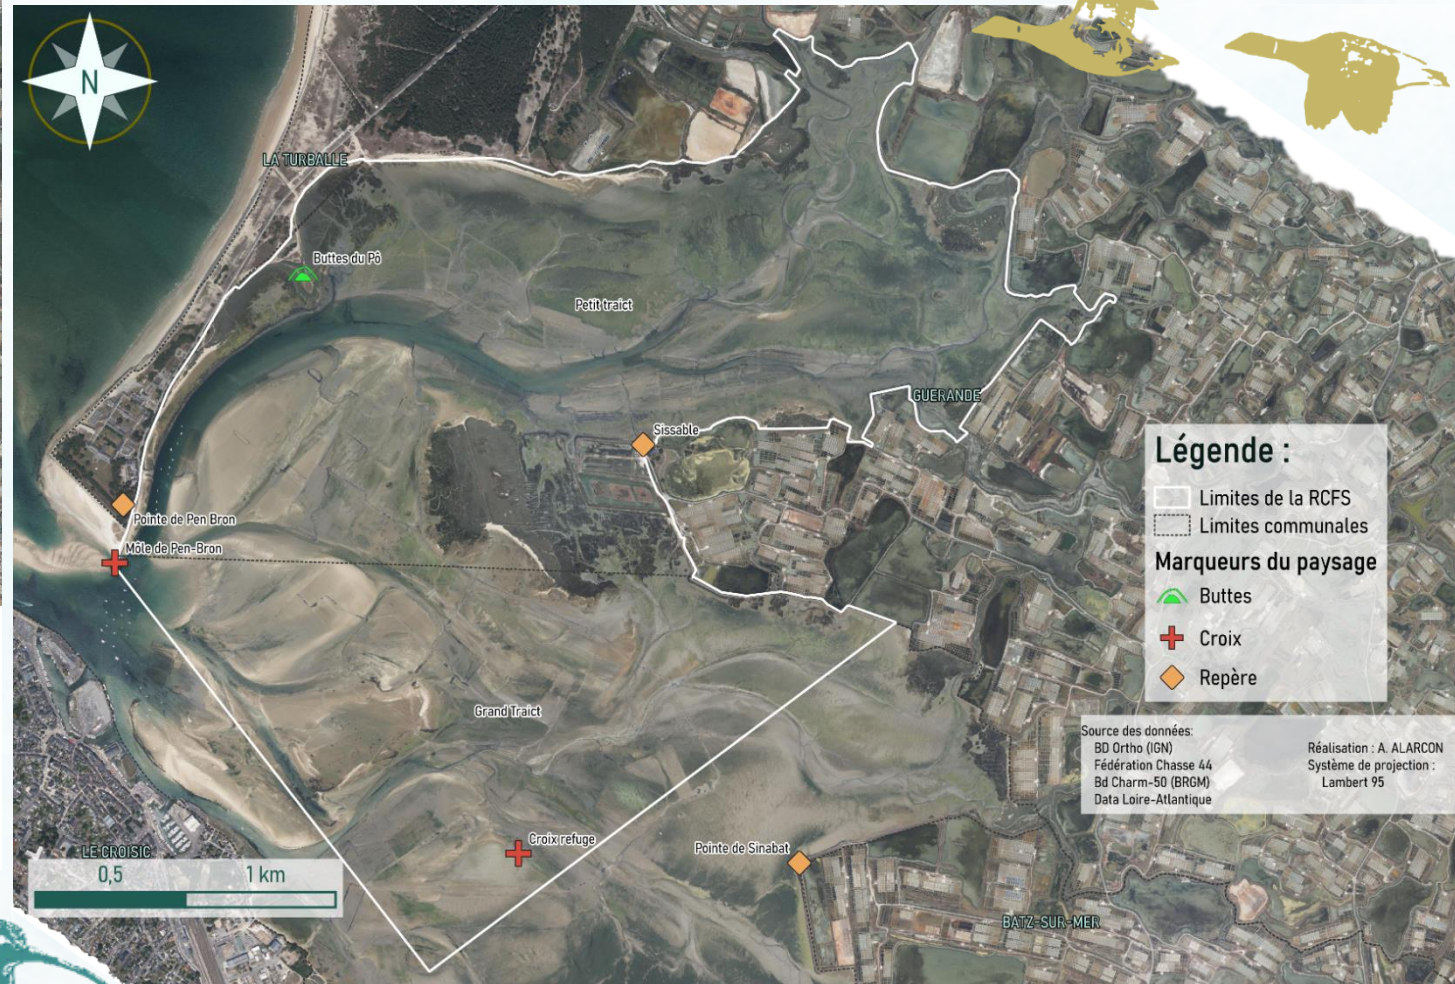 N
LA TURBALLE
Buttes du Pô
Petit traict
GUERANDE
Sissable
Pointe de Pen Bron
Môle de Pen-Bron
Grand Traict
Croix refuge
Pointe de Sinabat
LE CROISIC
BATZ-SUR-MER
0,5 1 km
Légende :
Limites de la RCFS
Limites communales
Marqueurs du paysage
Buttes
Croix
Repère
Source des données:
BD Ortho (IGN)
Fédération Chasse 44
Bd Charm-50 (BRGM)
Data Loire-Atlantique
Réalisation : A. ALARCON
Système de projection :
Lambert 95